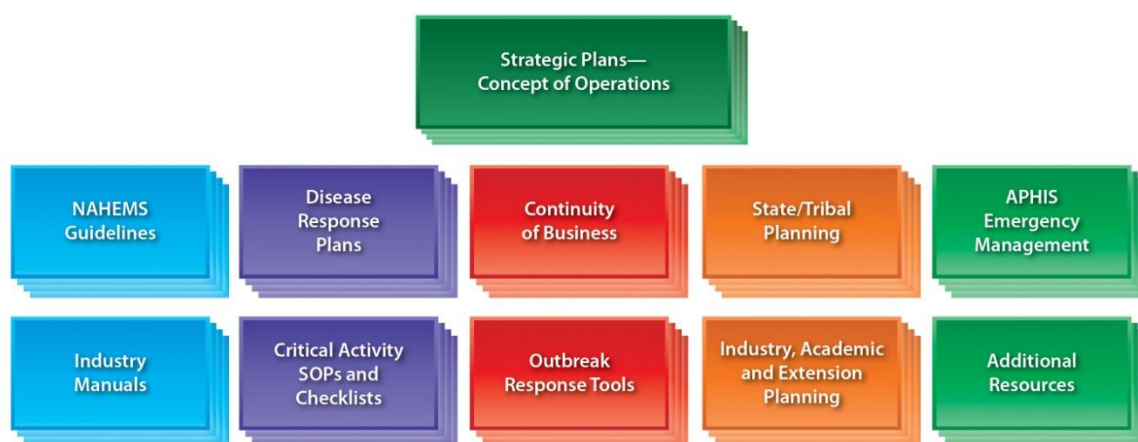 Strategic Plans—
Concept of Operations
NAHEMS
Guidelines
Disease
Response
Plans
Continuity
of Business
State/Tribal
Planning
APHIS
Emergency
Management
Industry
Manuals
Critical Activity
SOPs and
Checklists
Outbreak
Response Tools
Industry, Academic
and Extension
Planning
Additional
Resources